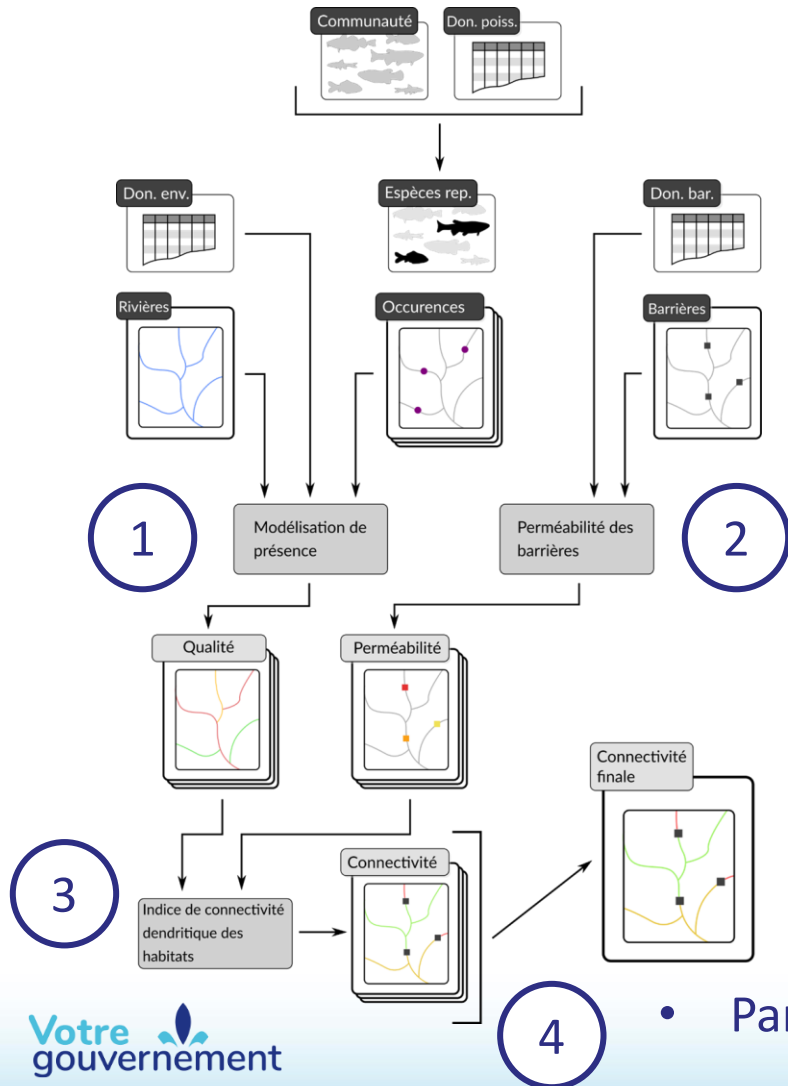 Communauté
Don. poiss.
Don. env.
Espèces rep.
Don. bar.
Rivières
Occurences
Barrières
1
Modélisation de
présence
Perméabilité des
barrières
2
Qualité
Perméabilité
Connectivité
finale
3
Connectivité
Indice de connectivité
dendritique des
habitats
4
Votre
gouvernement